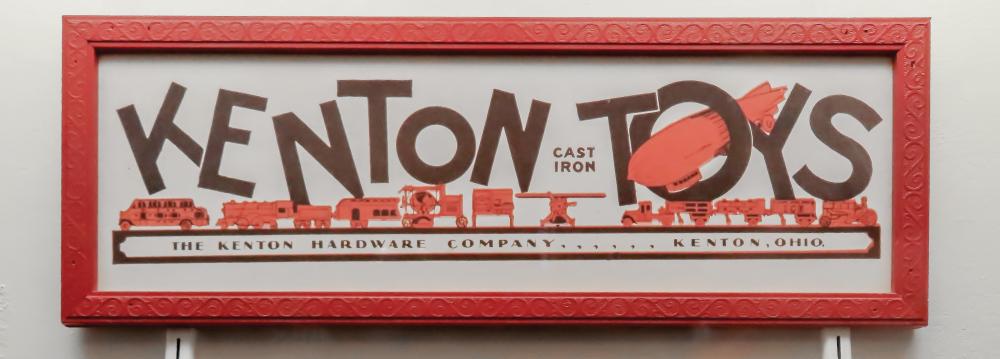 KENTON TOYS
CAST
IRON
THE KENTON HARDWARE COMPANY, , , , , , KENTON, OHIO.